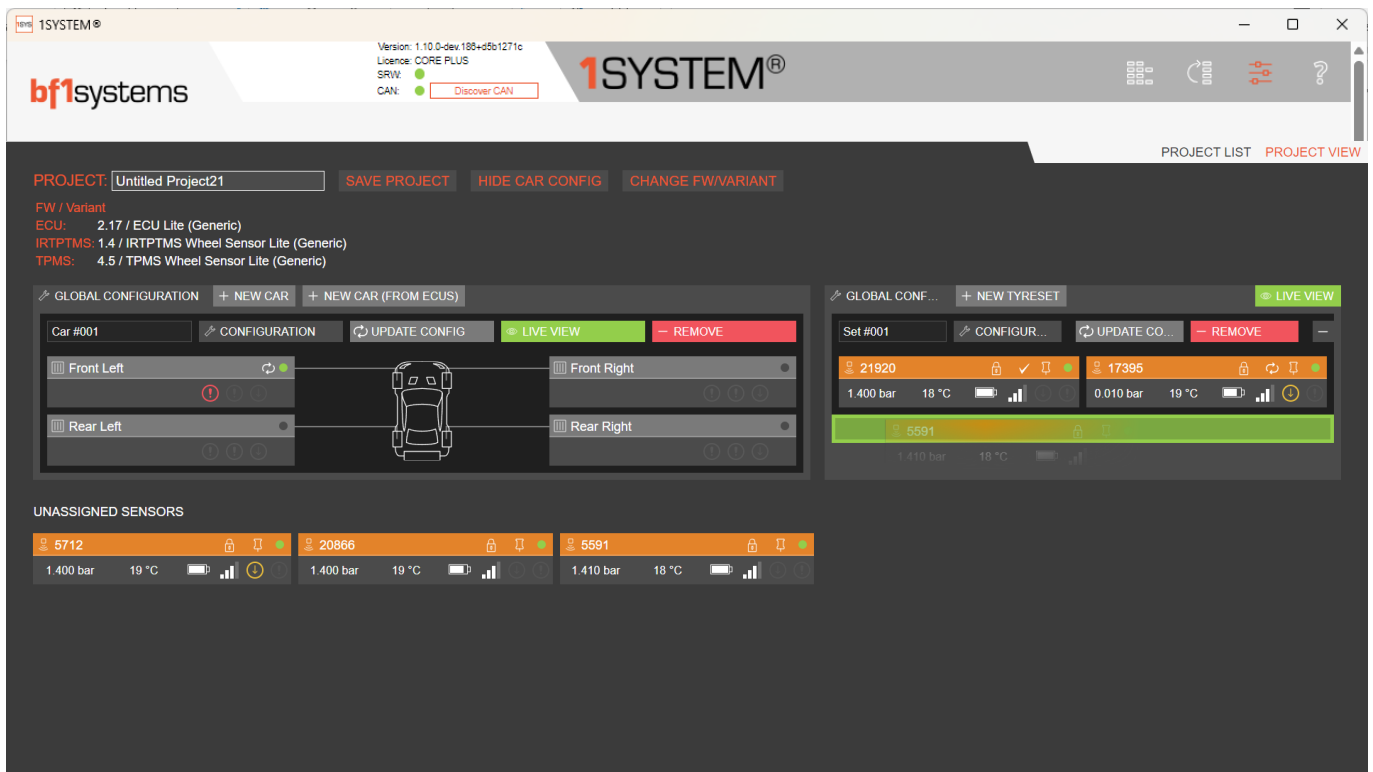 1SYS 1SYSTEM®
bf1systems
Version: 1.10.0-dev.186+d5b1271c
Licence: CORE PLUS
SRW:
CAN: Discover CAN
1SYSTEM®
PROJECT LIST PROJECT VIEW
PROJECT: Untitled Project21 SAVE PROJECT HIDE CAR CONFIG CHANGE FW/VARIANT
FW / Variant
ECU: 2.17 / ECU Lite (Generic)
IRTPTMS: 1.4 / IRTPTMS Wheel Sensor Lite (Generic)
TPMS: 4.5 / TPMS Wheel Sensor Lite (Generic)
GLOBAL CONFIGURATION + NEW CAR + NEW CAR (FROM ECUS)
Car #001 CONFIGURATION UPDATE CONFIG LIVE VIEW − REMOVE
Front Left Front Right
Rear Left Rear Right
GLOBAL CONF... + NEW TYRESET LIVE VIEW
Set #001 CONFIGUR... UPDATE CO... − REMOVE −
21920 17395
1.400 bar 18 °C 0.010 bar 19 °C
5591
1.410 bar 18 °C
UNASSIGNED SENSORS
5712 20866 5591
1.400 bar 19 °C 1.400 bar 19 °C 1.410 bar 18 °C